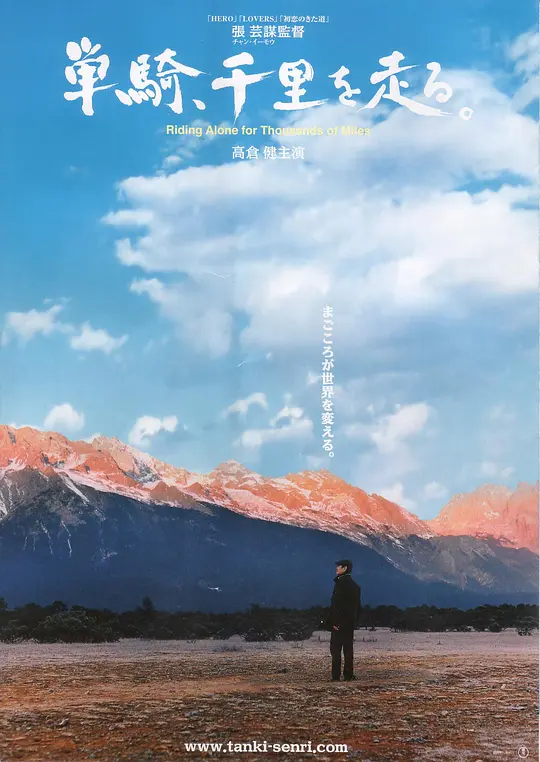 「HERO」「LOVERS」「初恋のきた道」
張 芸謀監督
チャン・イーモウ
単騎、千里を走る。
Riding Alone for Thousands of Miles
高倉 健主演
まごころが世界を変える。
www.tanki-senri.com